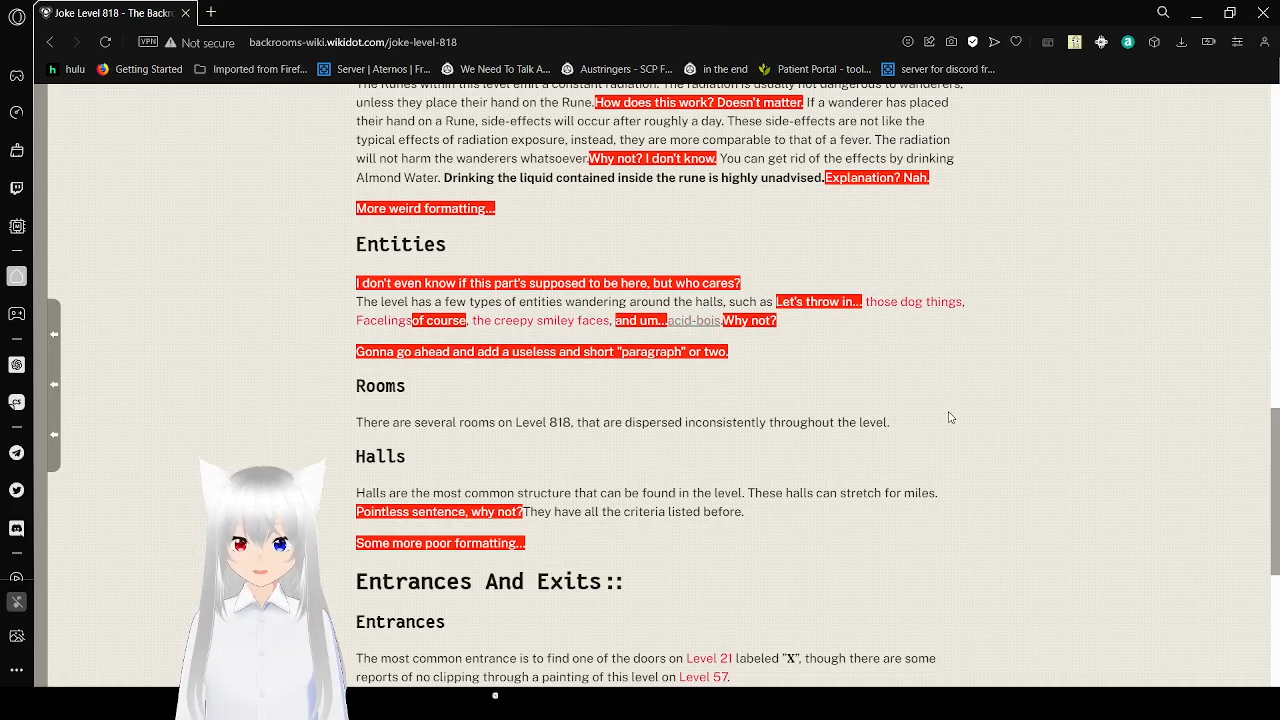 Joke Level 818 - The Backro
VPN
Not secure
backrooms-wiki.wikidot.com/joke-level-818
hulu
Getting Started
Imported from Firef...
Server | Aternos | Fr...
We Need To Talk A...
Austringers - SCP F...
in the end
Patient Portal - tool...
server for discord fr...
The Runes within this level emit a constant radiation. The radiation is usually not dangerous to wanderers,
unless they place their hand on the Rune.How does this work? Doesn't matter. If a wanderer has placed
their hand on a Rune, side-effects will occur after roughly a day. These side-effects are not like the
typical effects of radiation exposure, instead, they are more comparable to that of a fever. The radiation
will not harm the wanderers whatsoever.Why not? I don't know. You can get rid of the effects by drinking
Almond Water. Drinking the liquid contained inside the rune is highly unadvised.Explanation? Nah.
More weird formatting...
Entities
I don't even know if this part's supposed to be here, but who cares?
The level has a few types of entities wandering around the halls, such as Let's throw in... those dog things,
Facelingsof course, the creepy smiley faces, and um...acid-bois.Why not?
Gonna go ahead and add a useless and short "paragraph" or two.
Rooms
There are several rooms on Level 818, that are dispersed inconsistently throughout the level.
Halls
Halls are the most common structure that can be found in the level. These halls can stretch for miles.
Pointless sentence, why not?They have all the criteria listed before.
Some more poor formatting...
Entrances And Exits::
Entrances
The most common entrance is to find one of the doors on Level 21 labeled "X", though there are some
reports of no clipping through a painting of this level on Level 57.